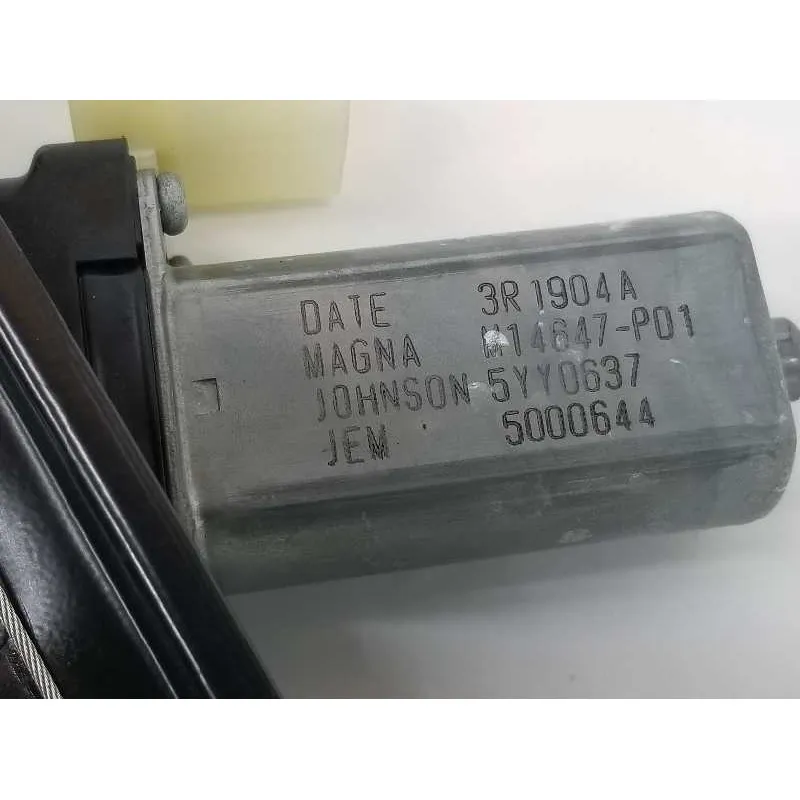 DATE 3R1904A
MAGNA M14647-P01
JOHNSON 5YY0637
JEM 5000644